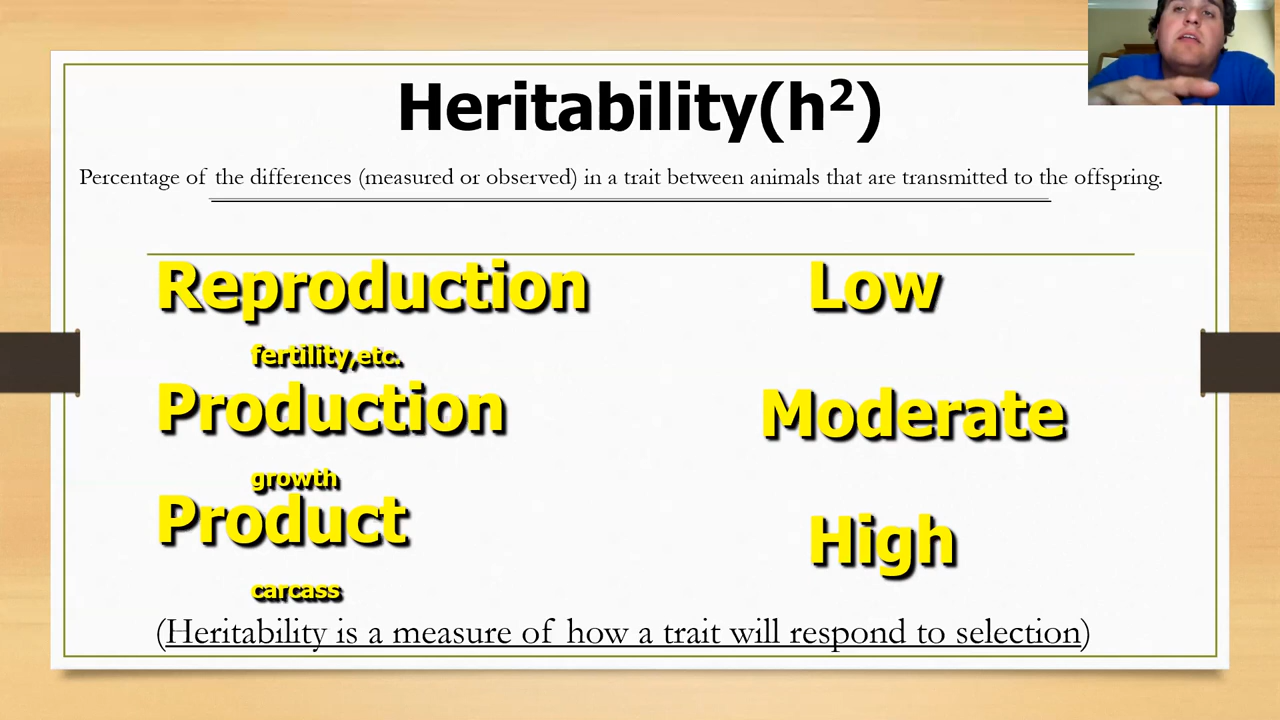 Heritability(h²)
Percentage of the differences (measured or observed) in a trait between animals that are transmitted to the offspring.
Reproduction Low
fertility,etc.
Production Moderate
growth
Product High
carcass
(Heritability is a measure of how a trait will respond to selection)